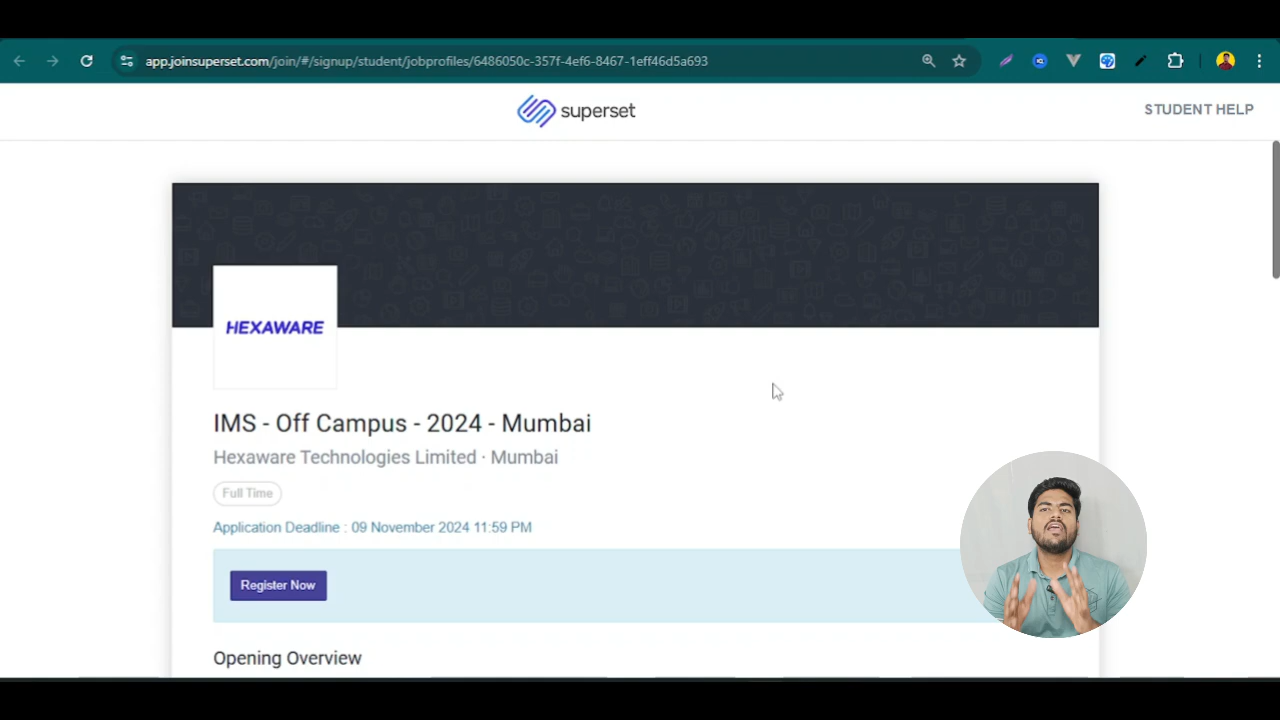 app.joinsuperset.com/join/#/signup/student/jobprofiles/6486050c-357f-4ef6-8467-1eff46d5a693
superset
STUDENT HELP
HEXAWARE
IMS - Off Campus - 2024 - Mumbai
Hexaware Technologies Limited · Mumbai
Full Time
Application Deadline : 09 November 2024 11:59 PM
Register Now
Opening Overview